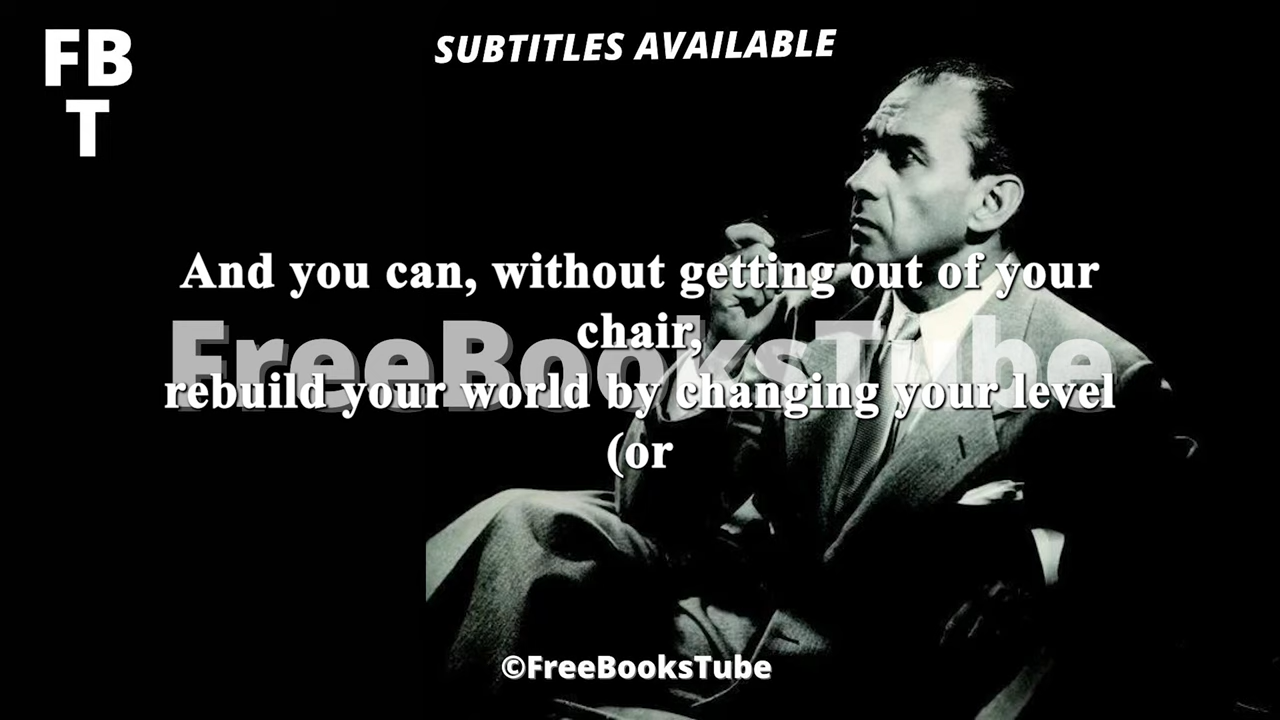 FB
T
SUBTITLES AVAILABLE
And you can, without getting out of your
chair,
FreeBooksTube
rebuild your world by changing your level
(or
©FreeBooksTube